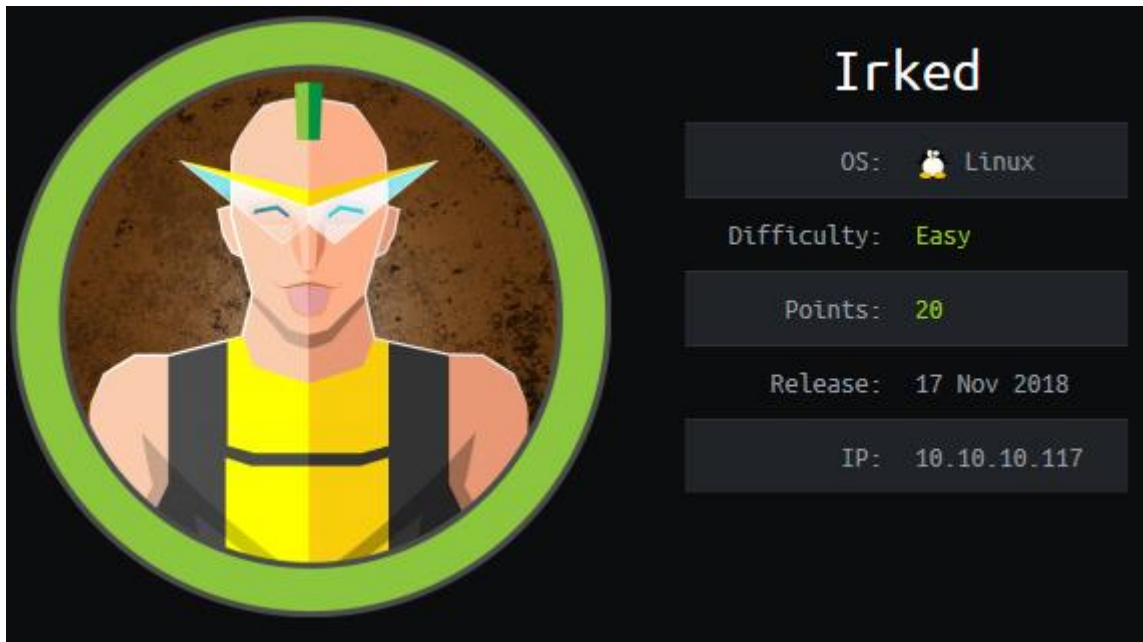 Irked
OS: Linux
Difficulty: Easy
Points: 20
Release: 17 Nov 2018
IP: 10.10.10.117